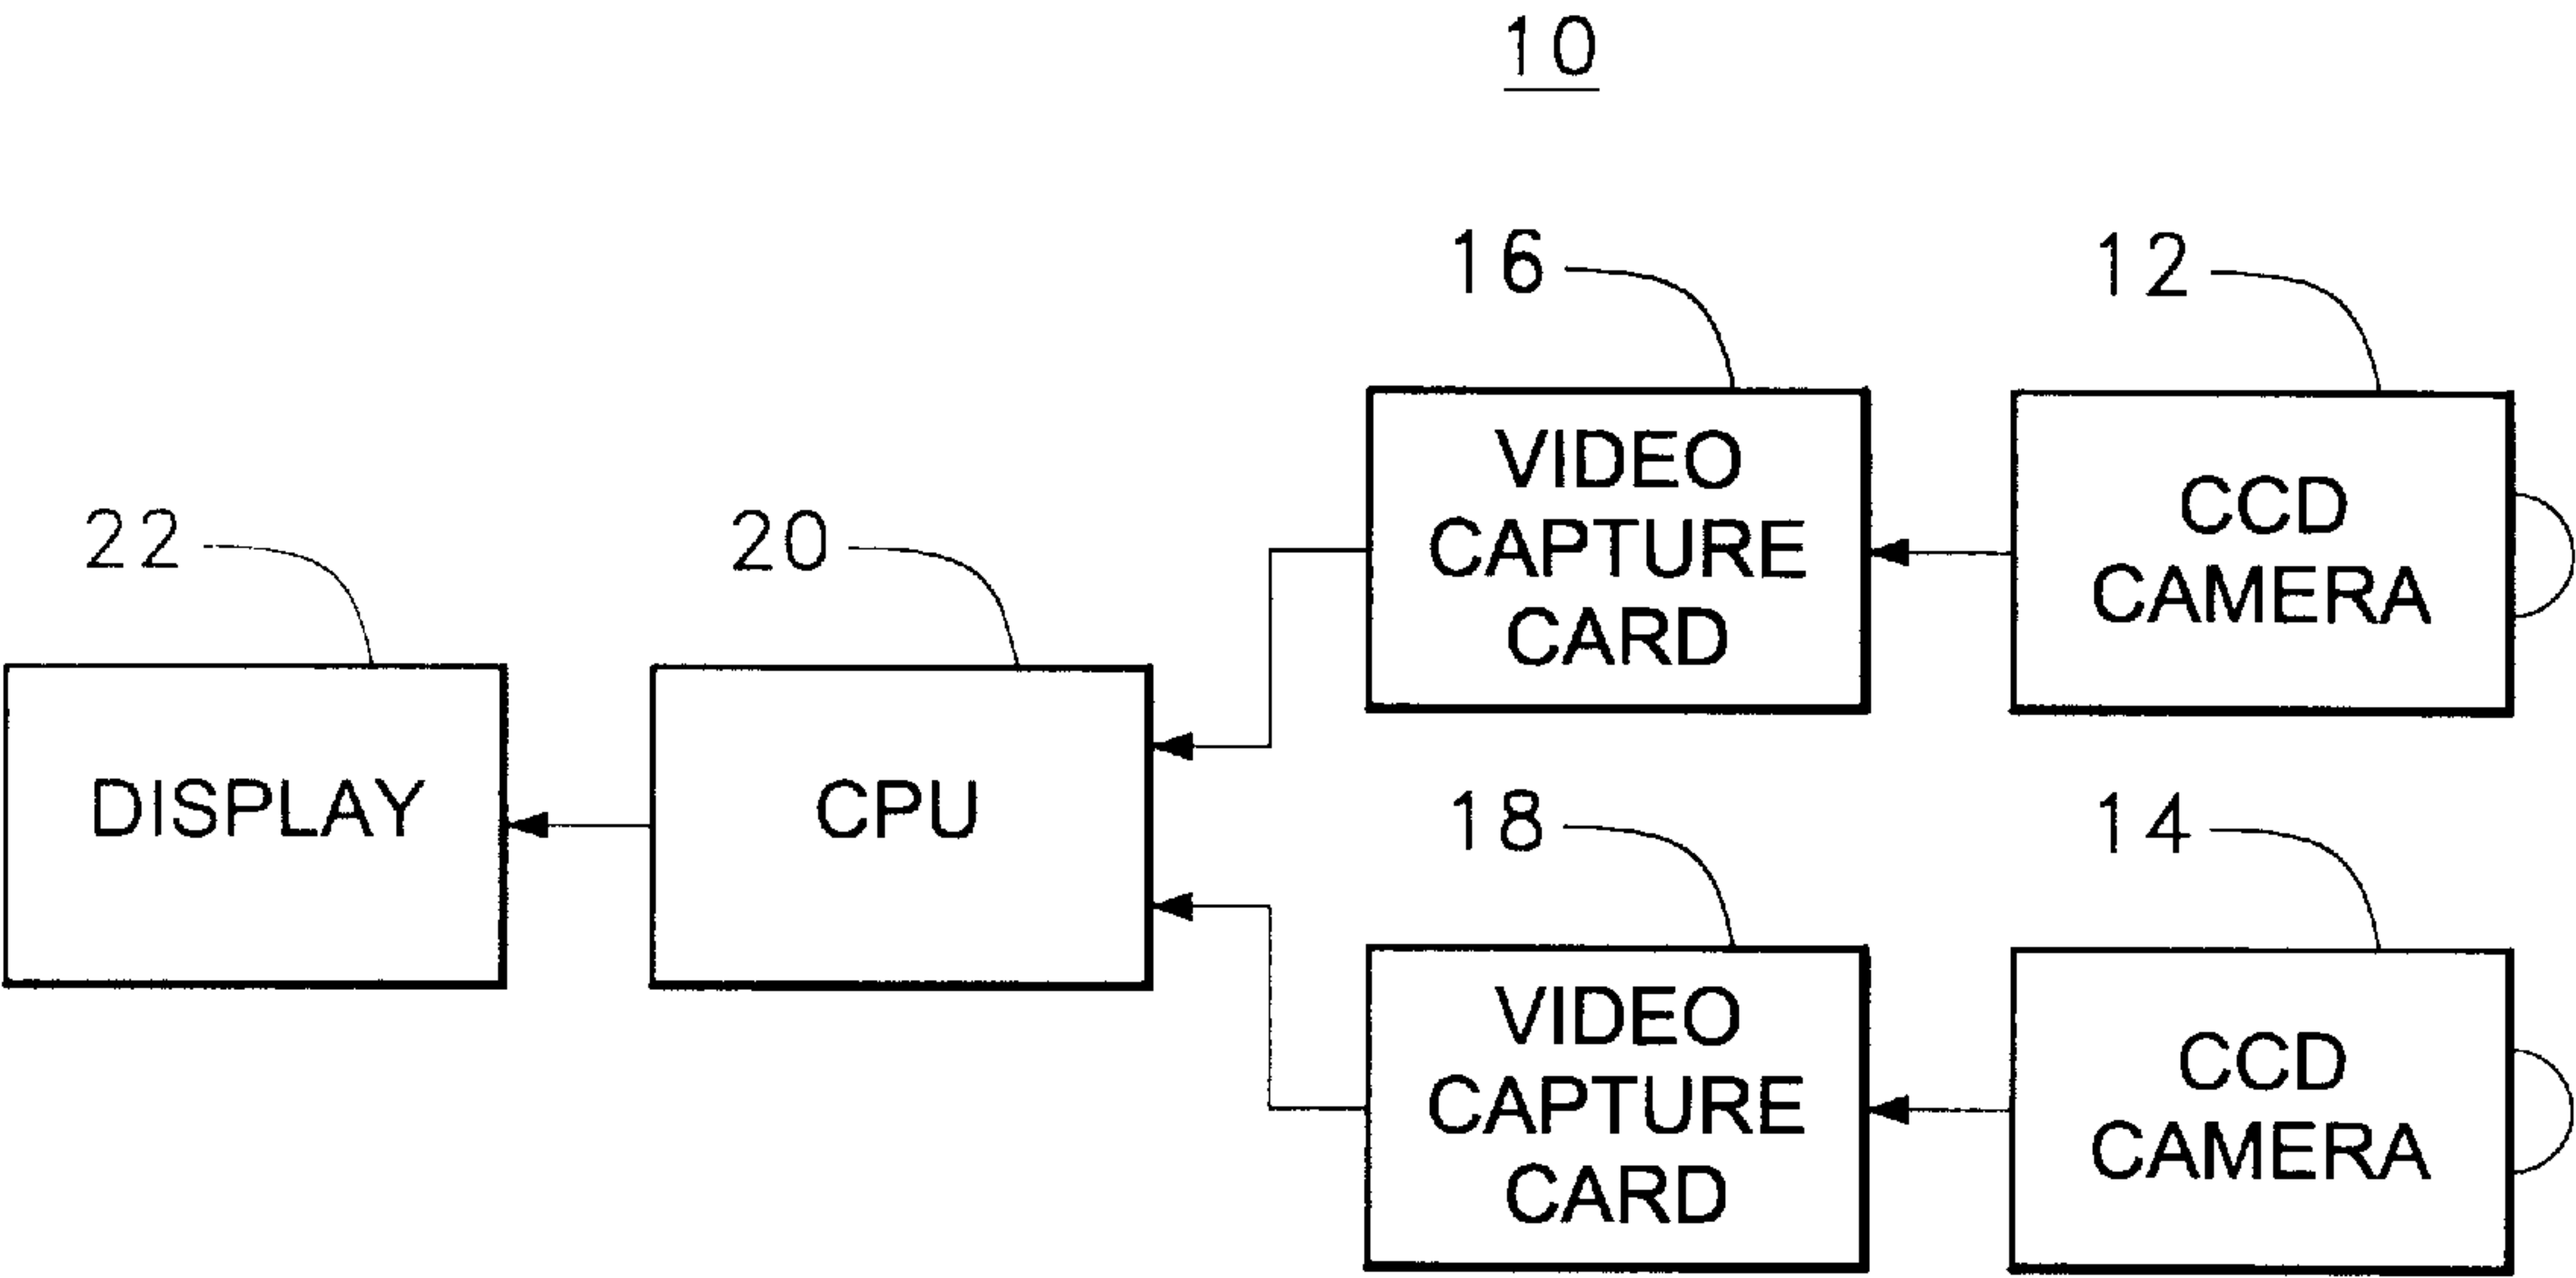 10
16
12
VIDEO
CAPTURE
CARD
CCD
CAMERA
22
20
DISPLAY
CPU
18
14
VIDEO
CAPTURE
CARD
CCD
CAMERA